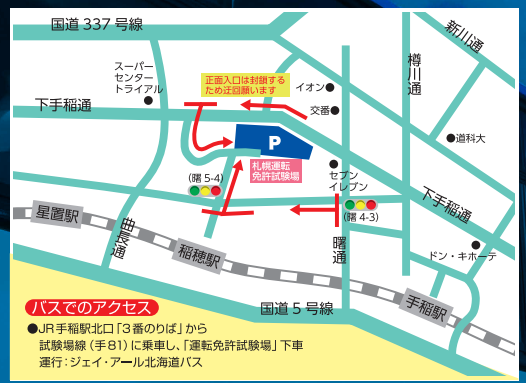 国道337号線
新川通
スーパー
センター
トライアル
正面入口は封鎖する
ため迂回願います
イオン
樽川通
下手稲通
交番
道科大
P
札幌運転
免許試験場
(曙5-4)
セブン
イレブン
下手稲通
(曙4-3)
星置駅
曲長通
稲穂駅
曙通
ドン・キホーテ
手稲駅
国道5号線
バスでのアクセス
●JR手稲駅北口「3番のりば」から
試験場線(手81)に乗車し、「運転免許試験場」下車
運行:ジェイ・アール北海道バス